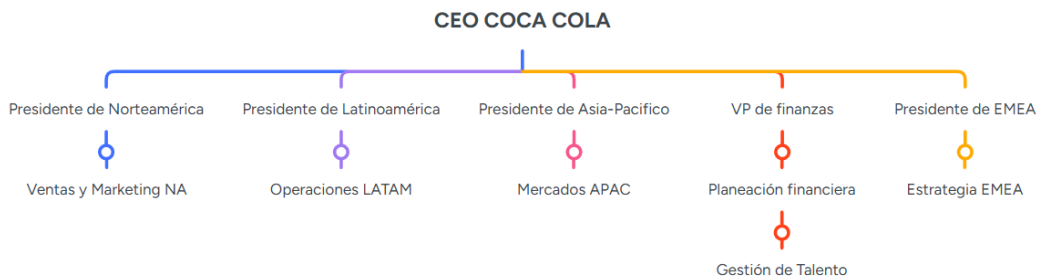 CEO COCA COLA
Presidente de Norteamérica
Presidente de Latinoamérica
Presidente de Asia-Pacifico
VP de finanzas
Presidente de EMEA
Ventas y Marketing NA
Operaciones LATAM
Mercados APAC
Planeación financiera
Estrategia EMEA
Gestión de Talento